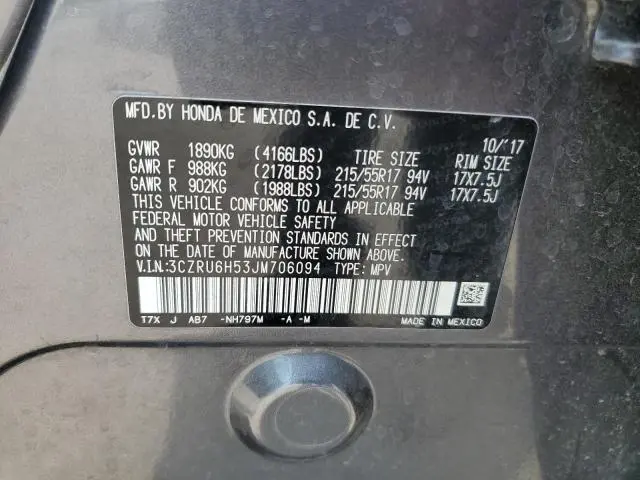 MFD.BY HONDA DE MEXICO S.A. DE C.V.
10/'17
GVWR 1890KG (4166LBS) TIRE SIZE RIM SIZE
GAWR F 988KG (2178LBS) 215/55R17 94V 17X7.5J
GAWR R 902KG (1988LBS) 215/55R17 94V 17X7.5J
THIS VEHICLE CONFORMS TO ALL APPLICABLE
FEDERAL MOTOR VEHICLE SAFETY
AND THEFT PREVENTION STANDARDS
IN EFFECT ON THE DATE OF MANUFACTURE SHOWN ABOVE.
V.I.N:3CZRU6H53JM706094 TYPE: MPV
T7X J AB7 -NH797M -A -M MADE IN MEXICO